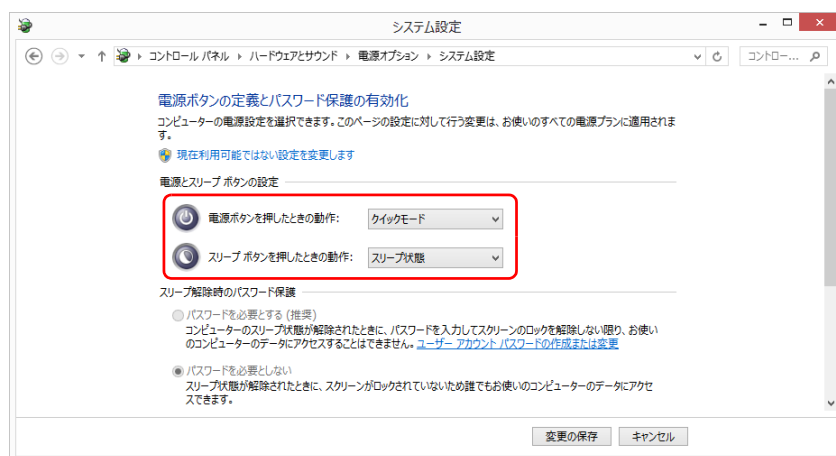 システム設定
コントロール パネル ▸ ハードウェアとサウンド ▸ 電源オプション ▸ システム設定
コントロー...
電源ボタンの定義とパスワード保護の有効化
コンピューターの電源設定を選択できます。このページの設定に対して行う変更は、お使いのすべての電源プランに適用されま
す。
現在利用可能ではない設定を変更します
電源とスリープ ボタンの設定
電源ボタンを押したときの動作: クイックモード
スリープ ボタンを押したときの動作: スリープ状態
スリープ解除時のパスワード保護
パスワードを必要とする (推奨)
コンピューターのスリープ状態が解除されたときに、パスワードを入力してスクリーンのロックを解除しない限り、お使い
のコンピューターのデータにアクセスすることはできません。ユーザー アカウント パスワードの作成または変更
パスワードを必要としない
スリープ状態が解除されたときに、スクリーンがロックされていないため誰でもお使いのコンピューターのデータにアクセ
スできます。
変更の保存 キャンセル